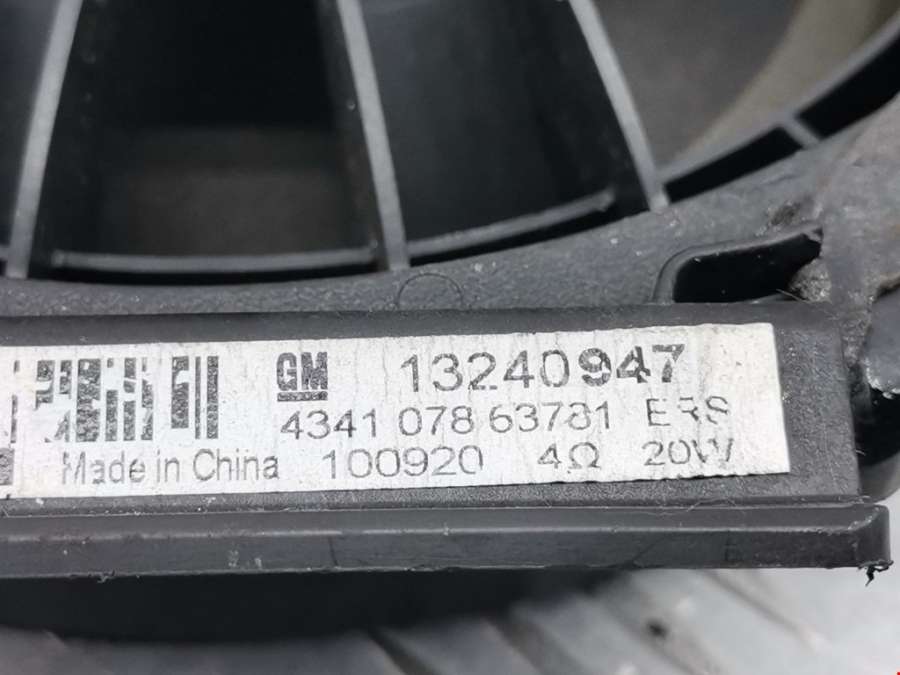 GM 13240947
4341 078 63781 ERS
Made in China 100920 4Ω 20W